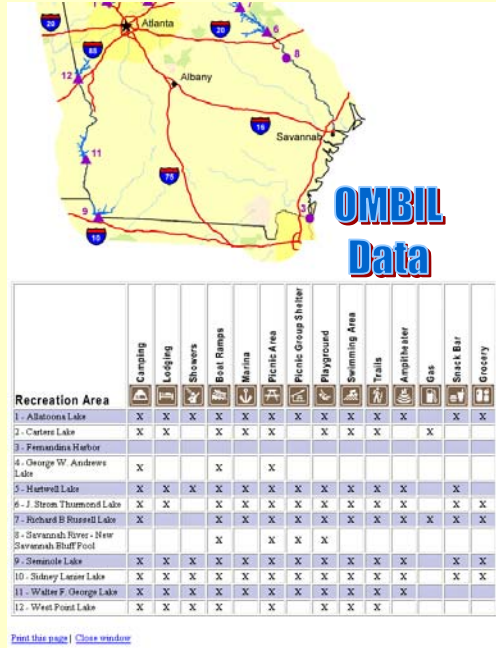 20
Atlanta
20
7
6
85
8
12
Albany
16
Savannah
11
75
9
3
10
OMBIL
Data
Recreation Area Camping Lodging Showers Boat Ramps Marina Picnic Area Picnic Group Shelter Playground Swimming Area Trails Ampitheater Gas Snack Bar Grocery
1 - Allatoona Lake X X X X X X X X X X X X X
2 - Carters Lake X X X X X X X X X
3 - Fernandina Harbor
4 - George W. Andrews
Lake X X X
5 - Hartwell Lake X X X X X X X X X X X X
6 - J. Strom Thurmond Lake X X X X X X X X X X X X
7 - Richard B Russell Lake X X X X X X X X X X X X
8 - Savannah River - New
Savannah Bluff Pool X X X X
9 - Seminole Lake X X X X X X X X X X X X X
10 - Sidney Lanier Lake X X X X X X X X X X X X X
11 - Walter F. George Lake X X X X X X X X X X X
12 - West Point Lake X X X X X X X X
Print this page | Close window